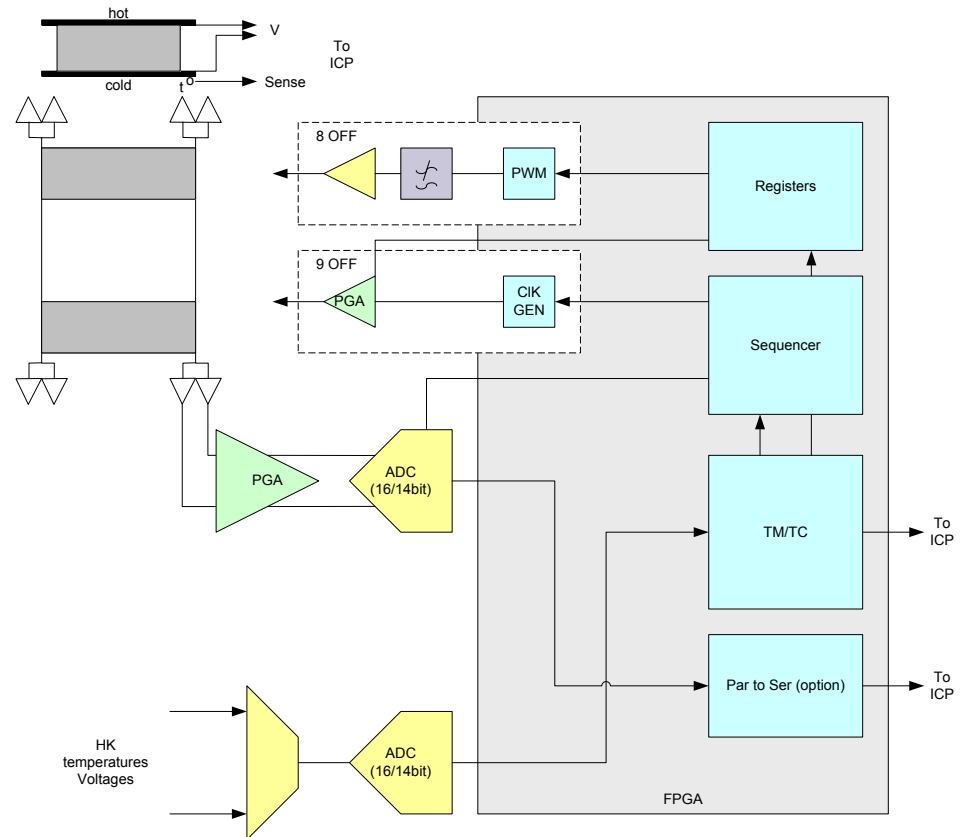 hot
V
To
ICP
cold
t°
Sense
8 OFF
PWM
Registers
9 OFF
PGA
ClK
GEN
Sequencer
PGA
ADC
(16/14bit)
TM/TC
To
ICP
Par to Ser (option)
To
ICP
HK
temperatures
Voltages
ADC
(16/14bit)
FPGA